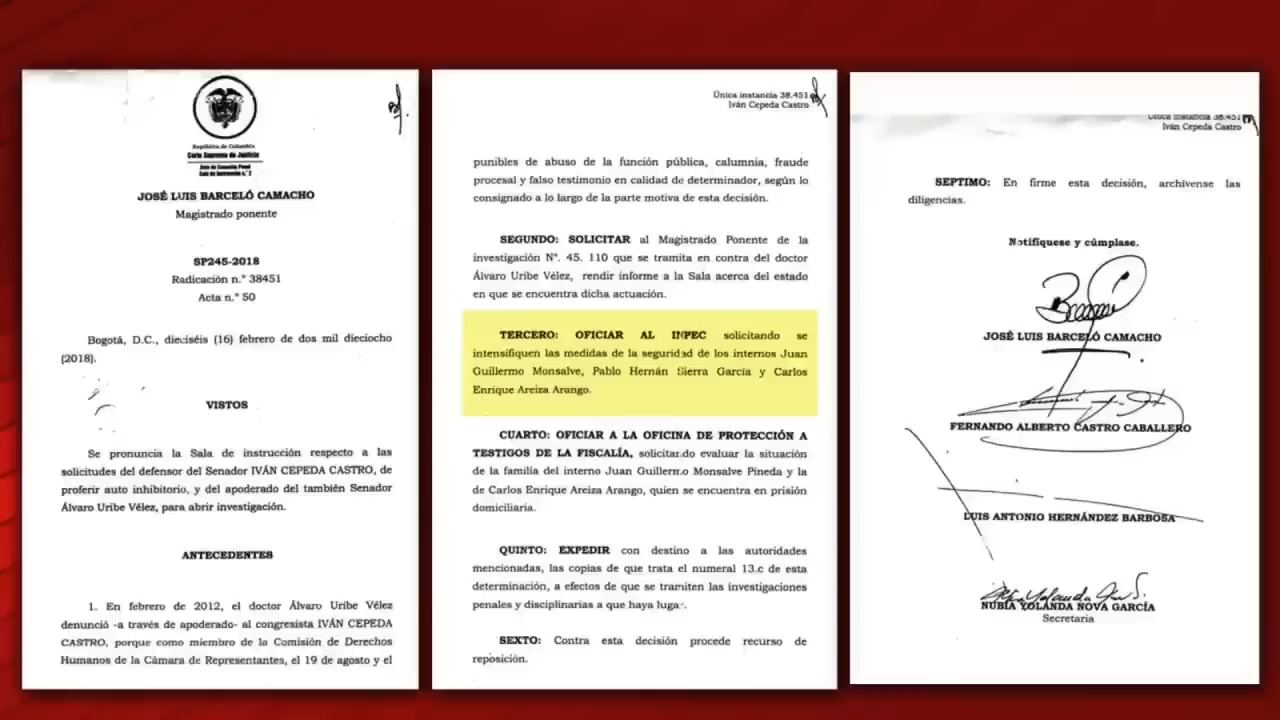 República de Colombia
Corte Suprema de Justicia
Sala de Casación Penal
Sala de Instrucción n.° 2
JOSÉ LUIS BARCELÓ CAMACHO
Magistrado ponente
SP245-2018
Radicación n.° 38451
Acta n.° 50
Bogotá, D.C., dieciséis (16) febrero de dos mil dieciocho
(2018).
VISTOS
Se pronuncia la Sala de instrucción respecto a las
solicitudes del defensor del Senador IVÁN CEPEDA CASTRO, de
proferir auto inhibitorio, y del apoderado del también Senador
Álvaro Uribe Vélez, para abrir investigación.
ANTECEDENTES
1. En febrero de 2012, el doctor Álvaro Uribe Vélez
denunció -a través de apoderado- al congresista IVÁN CEPEDA
CASTRO, porque como miembro de la Comisión de Derechos
Humanos de la Cámara de Representantes, el 19 de agosto y el
Única instancia 38.451
Iván Cepeda Castro
punibles de abuso de la función pública, calumnia, fraude
procesal y falso testimonio en calidad de determinador, según lo
consignado a lo largo de la parte motiva de esta decisión.
SEGUNDO: SOLICITAR al Magistrado Ponente de la
investigación N°. 45. 110 que se tramita en contra del doctor
Álvaro Uribe Vélez, rendir informe a la Sala acerca del estado
en que se encuentra dicha actuación.
TERCERO: OFICIAR AL INPEC solicitando se
intensifiquen las medidas de la seguridad de los internos Juan
Guillermo Monsalve, Pablo Hernán Sierra García y Carlos
Enrique Areiza Arango.
CUARTO: OFICIAR A LA OFICINA DE PROTECCIÓN A
TESTIGOS DE LA FISCALÍA, solicitando evaluar la situación
de la familia del interno Juan Guillermo Monsalve Pineda y la
de Carlos Enrique Areiza Arango, quien se encuentra en prisión
domiciliaria.
QUINTO: EXPEDIR con destino a las autoridades
mencionadas, las copias de que trata el numeral 13.c de esta
determinación, a efectos de que se tramiten las investigaciones
penales y disciplinarias a que haya lugar.
SEXTO: Contra esta decisión procede recurso de
reposición.
Única instancia 38.451
Iván Cepeda Castro
SEPTIMO: En firme esta decisión, archívense las
diligencias.
Notifíquese y cúmplase.
JOSÉ LUIS BARCELÓ CAMACHO
FERNANDO ALBERTO CASTRO CABALLERO
LUIS ANTONIO HERNÁNDEZ BARBOSA
NUBIA YOLANDA NOVA GARCÍA
Secretaria